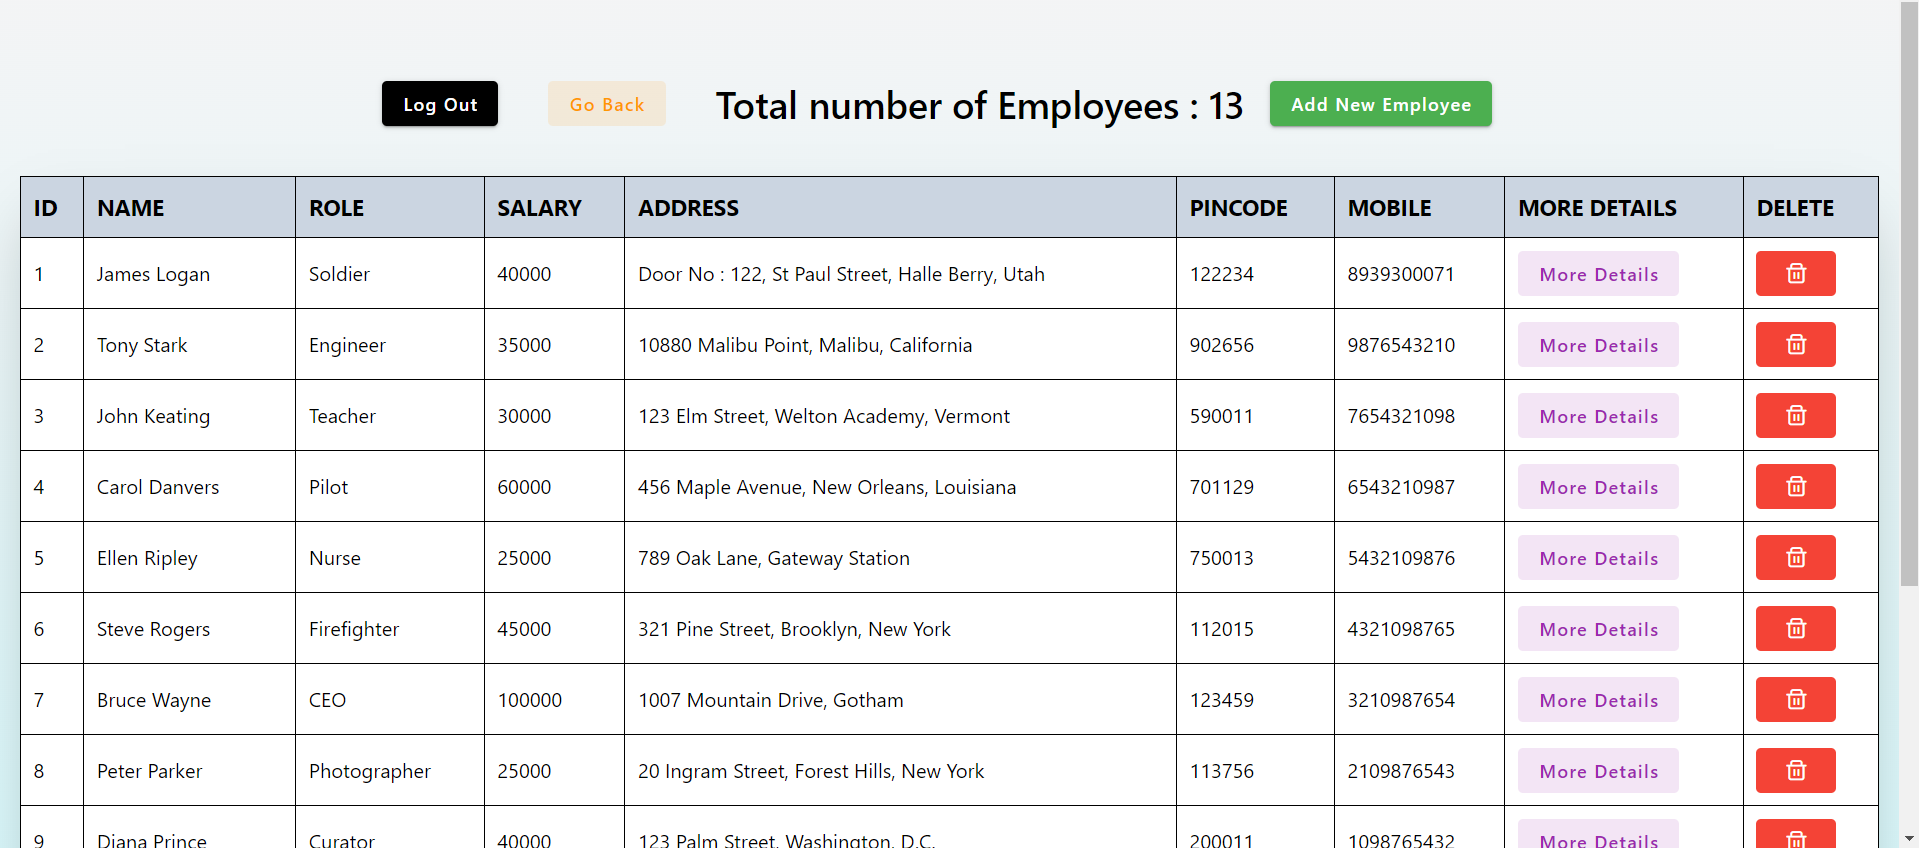 Log Out Go Back Total number of Employees : 13 Add New Employee
ID NAME ROLE SALARY ADDRESS PINCODE MOBILE MORE DETAILS DELETE
1 James Logan Soldier 40000 Door No : 122, St Paul Street, Halle Berry, Utah 122234 8939300071 More Details
2 Tony Stark Engineer 35000 10880 Malibu Point, Malibu, California 902656 9876543210 More Details
3 John Keating Teacher 30000 123 Elm Street, Welton Academy, Vermont 590011 7654321098 More Details
4 Carol Danvers Pilot 60000 456 Maple Avenue, New Orleans, Louisiana 701129 6543210987 More Details
5 Ellen Ripley Nurse 25000 789 Oak Lane, Gateway Station 750013 5432109876 More Details
6 Steve Rogers Firefighter 45000 321 Pine Street, Brooklyn, New York 112015 4321098765 More Details
7 Bruce Wayne CEO 100000 1007 Mountain Drive, Gotham 123459 3210987654 More Details
8 Peter Parker Photographer 25000 20 Ingram Street, Forest Hills, New York 113756 2109876543 More Details
9 Diana Prince Curator 40000 123 Palm Street, Washington, D.C. 200011 1098765432 More Details